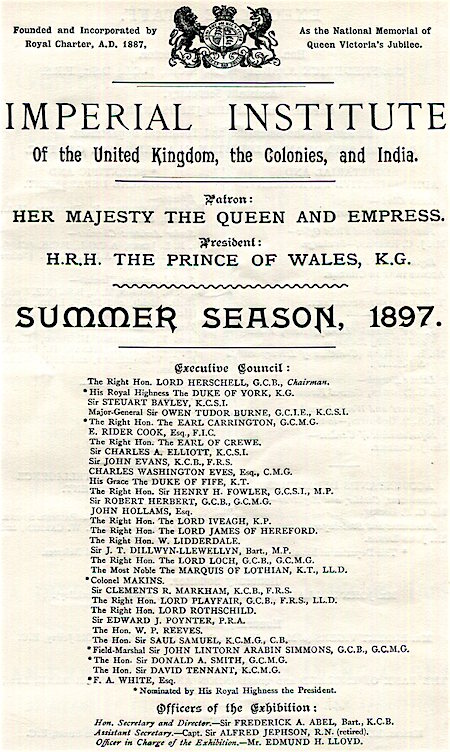 Founded and Incorporated by
Royal Charter, A.D. 1887,
As the National Memorial of
Queen Victoria's Jubilee.
IMPERIAL INSTITUTE
Of the United Kingdom, the Colonies, and India.
Patron:
HER MAJESTY THE QUEEN AND EMPRESS.
President:
H.R.H. THE PRINCE OF WALES, K.G.
SUMMER SEASON, 1897.
Executive Council:
The Right Hon. LORD HERSCHELL, G.C.B., Chairman.
*His Royal Highness The DUKE OF YORK, K.G.
Sir STEUART BAYLEY, K.C.S.I.
Major-General Sir OWEN TUDOR BURNE, G.C.I.E., K.C.S.I.
*The Right Hon. The EARL CARRINGTON, G.C.M.G.
E. RIDER COOK, Esq., F.I.C.
The Right Hon. The EARL OF CREWE.
Sir CHARLES A. ELLIOTT, K.C.S.I.
Sir JOHN EVANS, K.C.B., F.R.S.
CHARLES WASHINGTON EVES, Esq., C.M.G.
His Grace The DUKE OF FIFE, K.T.
The Right Hon. Sir HENRY H. FOWLER, G.C.S.I., M.P.
Sir ROBERT HERBERT, G.C.B., G.C.M.G.
JOHN HOLLAMS, Esq.
The Right Hon. The LORD IVEAGH, K.P.
The Right Hon. The LORD JAMES OF HEREFORD.
The Right Hon. W. LIDDERDALE.
Sir J. T. DILLWYN-LLEWELLYN, Bart., M.P.
The Right Hon. The LORD LOCH, G.C.B., G.C.M.G.
The Most Noble The MARQUIS OF LOTHIAN, K.T., LL.D.
*Colonel MAKINS.
Sir CLEMENTS R. MARKHAM, K.C.B., F.R.S.
The Right Hon. LORD PLAYFAIR, G.C.B., F.R.S., LL.D.
The Right Hon. LORD ROTHSCHILD.
Sir EDWARD J. POYNTER, P.R.A.
The Hon. W. P. REEVES.
The Hon. Sir SAUL SAMUEL, K.C.M.G., C.B.
*Field-Marshal Sir JOHN LINTORN ARABIN SIMMONS, G.C.B., G.C.M.G.
*The Hon. Sir DONALD A. SMITH, G.C.M.G.
The Hon. Sir DAVID TENNANT, K.C.M.G.
*F. A. WHITE, Esq.
*Nominated by His Royal Highness the President.
Officers of the Exhibition:
Hon. Secretary and Director.—Sir FREDERICK A. ABEL, Bart., K.C.B.
Assistant Secretary.—Capt. Sir ALFRED JEPHSON, R.N. (retired).
Officer in Charge of the Exhibition.—Mr. EDMUND H. LLOYD.